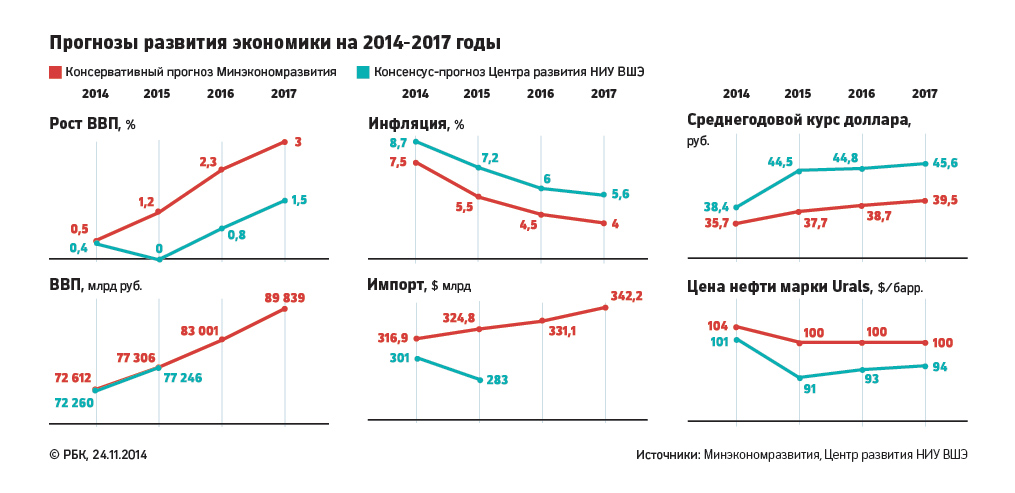 Прогнозы развития экономики на 2014-2017 годы
Консервативный прогноз Минэкономразвития
Консенсус-прогноз Центра развития НИУ ВШЭ
2014 2015 2016 2017
2014 2015 2016 2017
2014 2015 2016 2017
Рост ВВП, %
3
2,3
1,2
0,5
0,4
0
0,8
1,5
Инфляция, %
8,7
7,5
7,2
5,5
6
4,5
5,6
4
Среднегодовой курс доллара,
руб.
44,5
44,8
45,6
38,4
35,7
37,7
38,7
39,5
ВВП, млрд руб.
89 839
83 001
77 306
72 612
77 246
72 260
Импорт, $ млрд
342,2
324,8
316,9
331,1
301
283
Цена нефти марки Urals, $/барр.
104
100
100
100
101
91
93
94
© РБК, 24.11.2014
Источники: Минэкономразвития, Центр развития НИУ ВШЭ